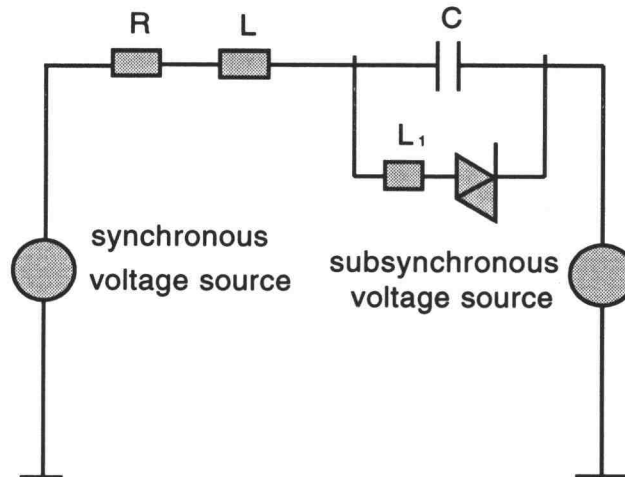 R
L
C
L₁
synchronous
voltage source
subsynchronous
voltage source